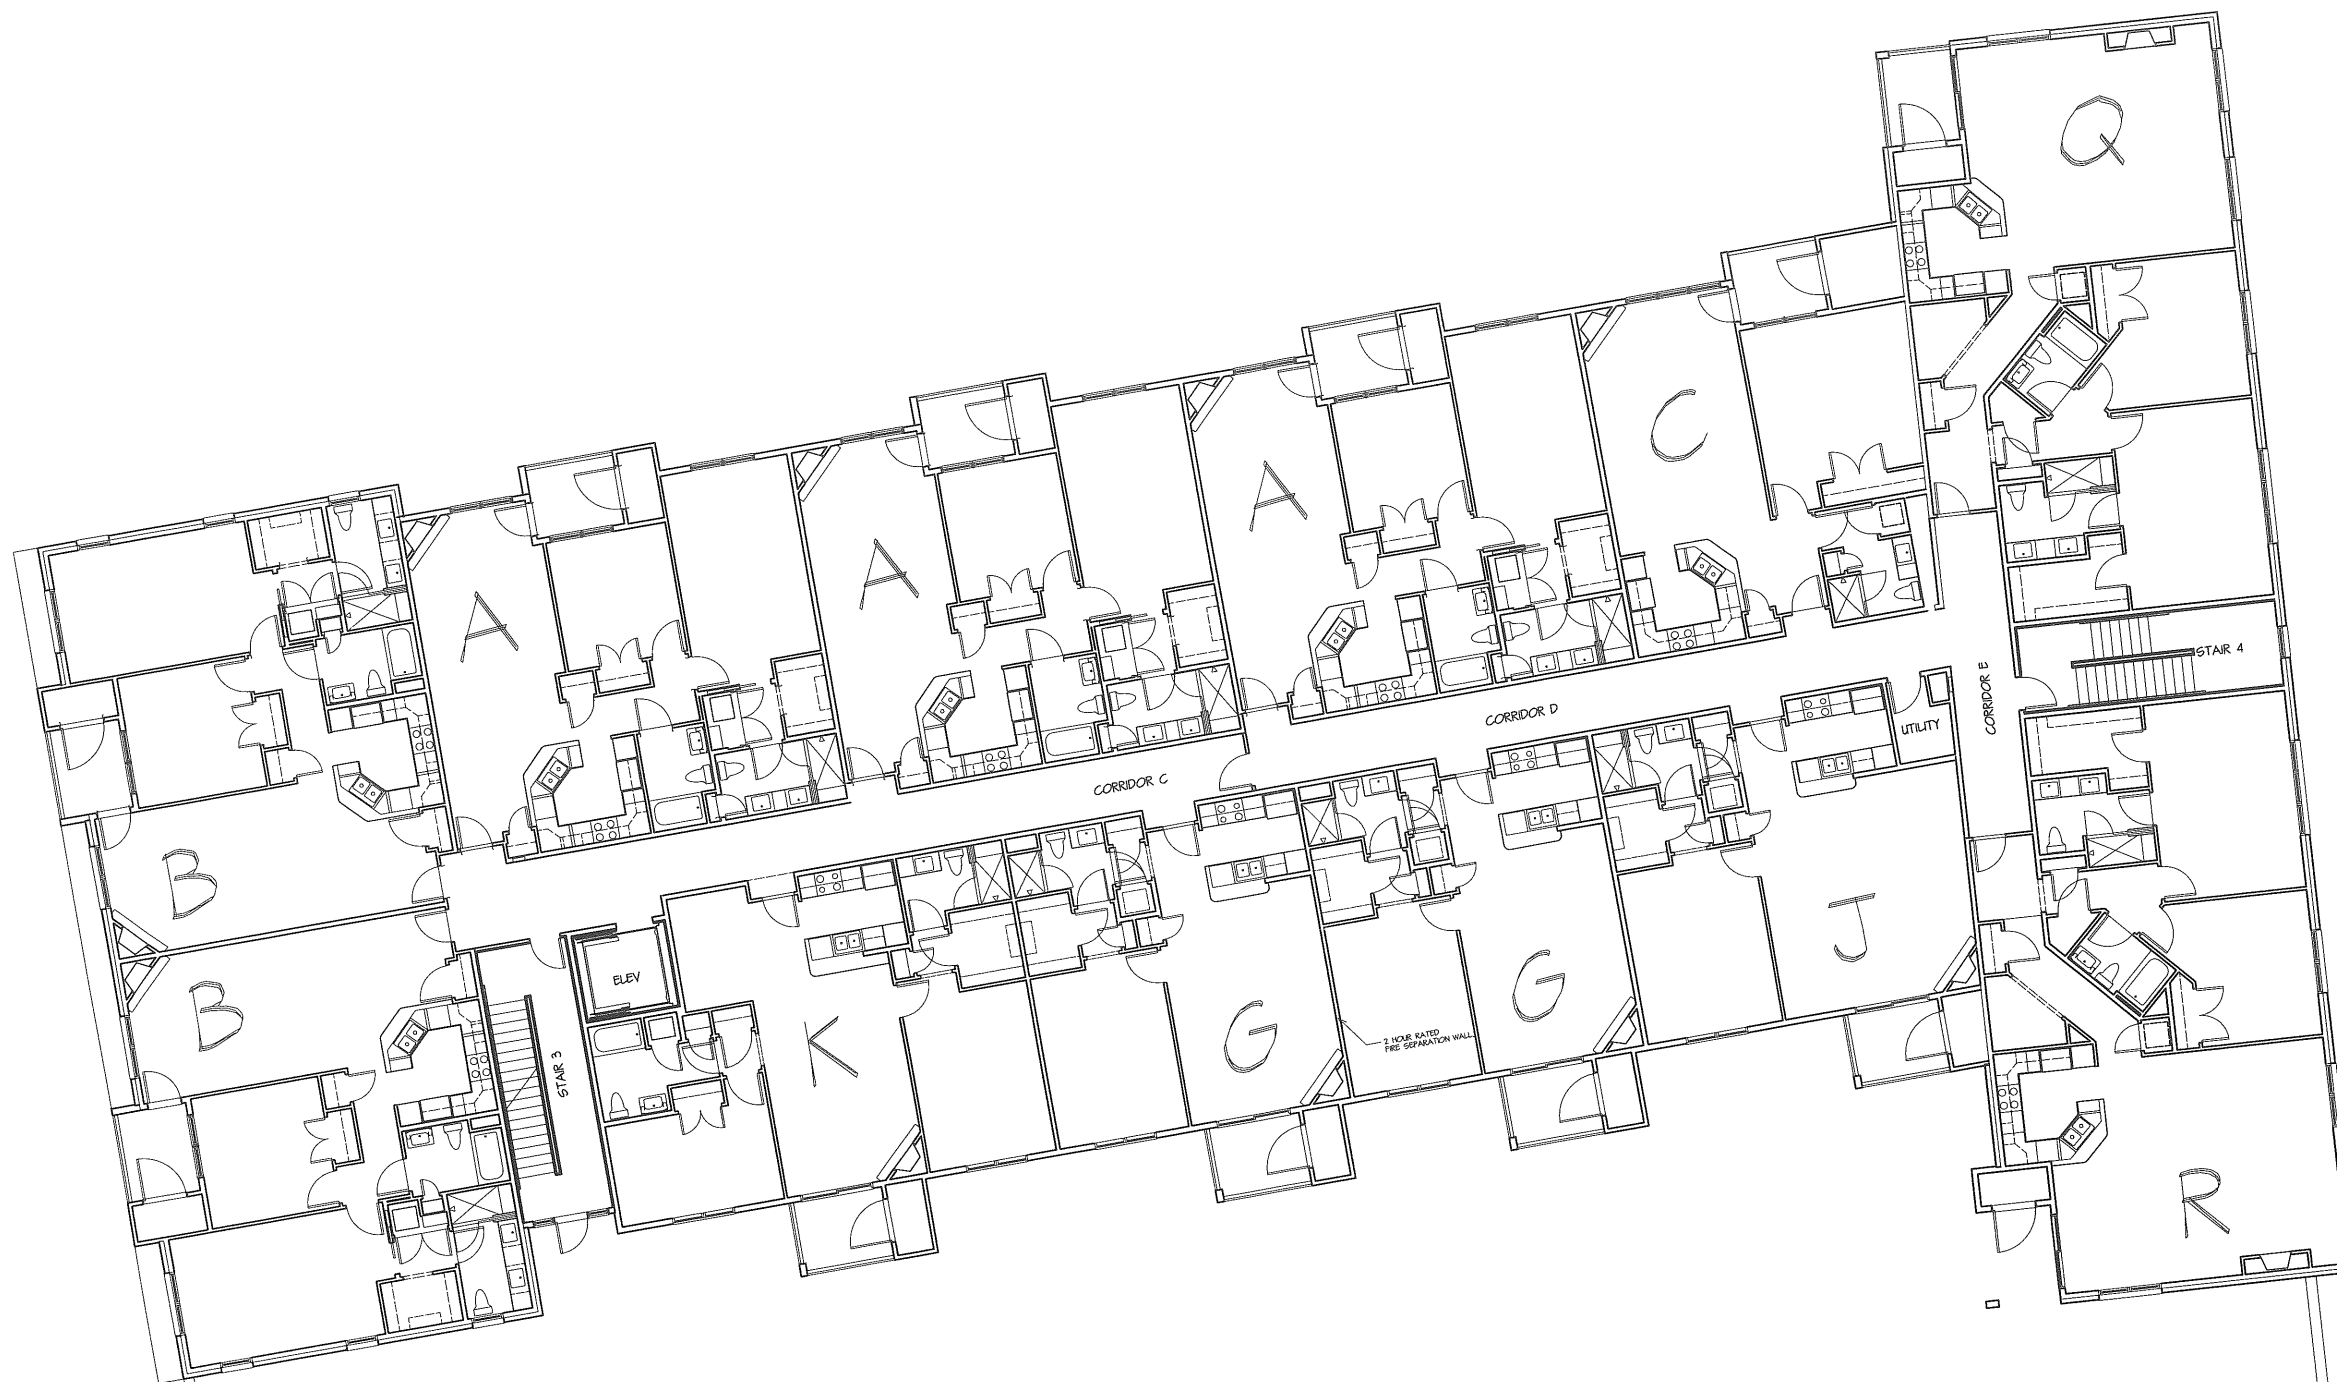 Q
C
A
A
A
STAIR 4
CORRIDOR E
CORRIDOR D
UTILITY
CORRIDOR C
B
J
ELEV
G
B
K
G
2 HOUR RATED
FIRE SEPARATION WALL
STAIR 3
R